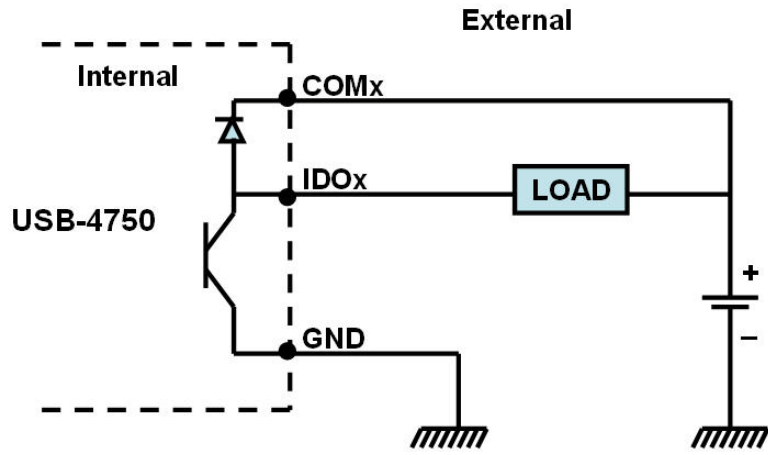 External
Internal
COMx
IDOx
LOAD
USB-4750
+
GND
–